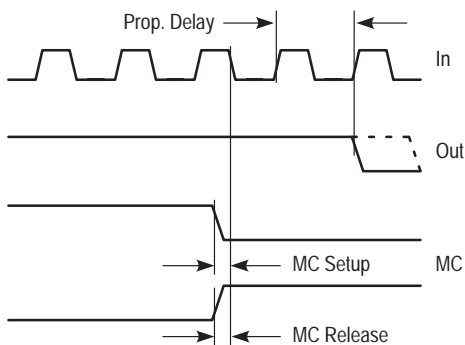 Prop. Delay
In
Out
MC Setup
MC
MC Release